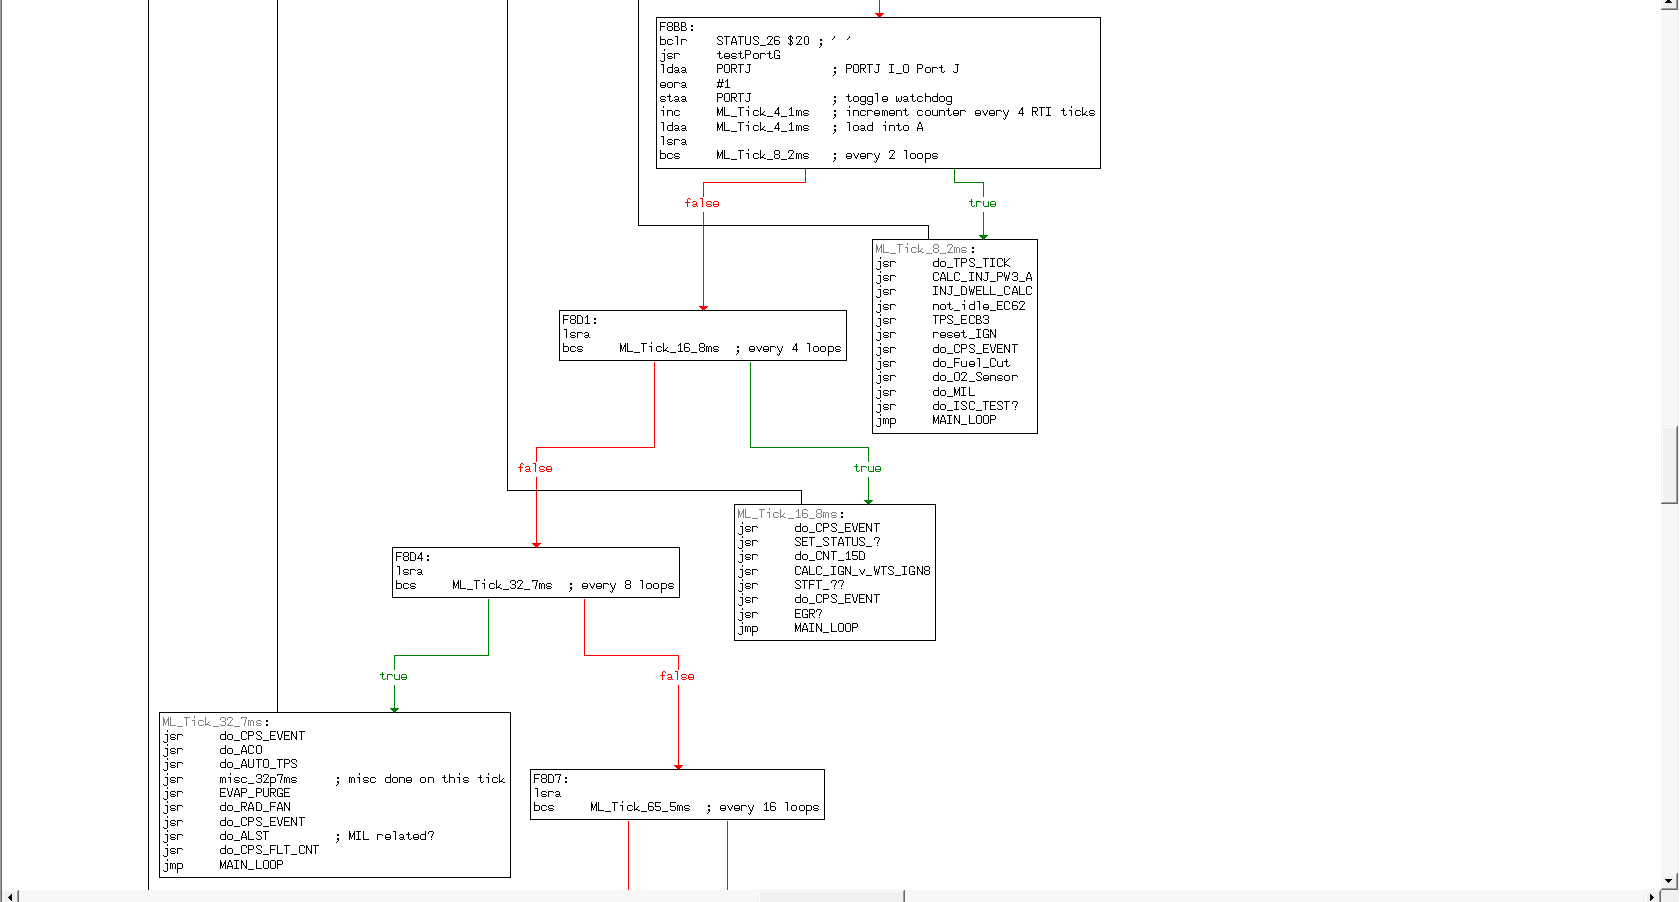 F8BB:
bclr STATUS_26 $20 ; ' '
jsr testPortG
ldaa PORTJ ; PORTJ I_O Port J
eora #1
staa PORTJ ; toggle watchdog
inc ML_Tick_4_1ms ; increment counter every 4 RTI ticks
ldaa ML_Tick_4_1ms ; load into A
lsra
bcs ML_Tick_8_2ms ; every 2 loops
false
true
ML_Tick_8_2ms:
jsr do_TPS_TICK
jsr CALC_INJ_PW3_A
jsr INJ_DWELL_CALC
jsr not_idle_EC62
jsr TPS_ECB3
jsr reset_IGN
jsr do_CPS_EVENT
jsr do_Fuel_Cut
jsr do_O2_Sensor
jsr do_MIL
jsr do_ISC_TEST?
jmp MAIN_LOOP
F8D1:
lsra
bcs ML_Tick_16_8ms ; every 4 loops
false
true
ML_Tick_16_8ms:
jsr do_CPS_EVENT
jsr SET_STATUS_?
jsr do_CNT_15D
jsr CALC_IGN_v_WTS_IGN8
jsr STFT_??
jsr do_CPS_EVENT
jsr EGR?
jmp MAIN_LOOP
F8D4:
lsra
bcs ML_Tick_32_7ms ; every 8 loops
true
false
ML_Tick_32_7ms:
jsr do_CPS_EVENT
jsr do_ACO
jsr do_AUTO_TPS
jsr misc_32p7ms ; misc done on this tick
jsr EVAP_PURGE
jsr do_RAD_FAN
jsr do_CPS_EVENT
jsr do_ALST ; MIL related?
jsr do_CPS_FLT_CNT
jmp MAIN_LOOP
F8D7:
lsra
bcs ML_Tick_65_5ms ; every 16 loops